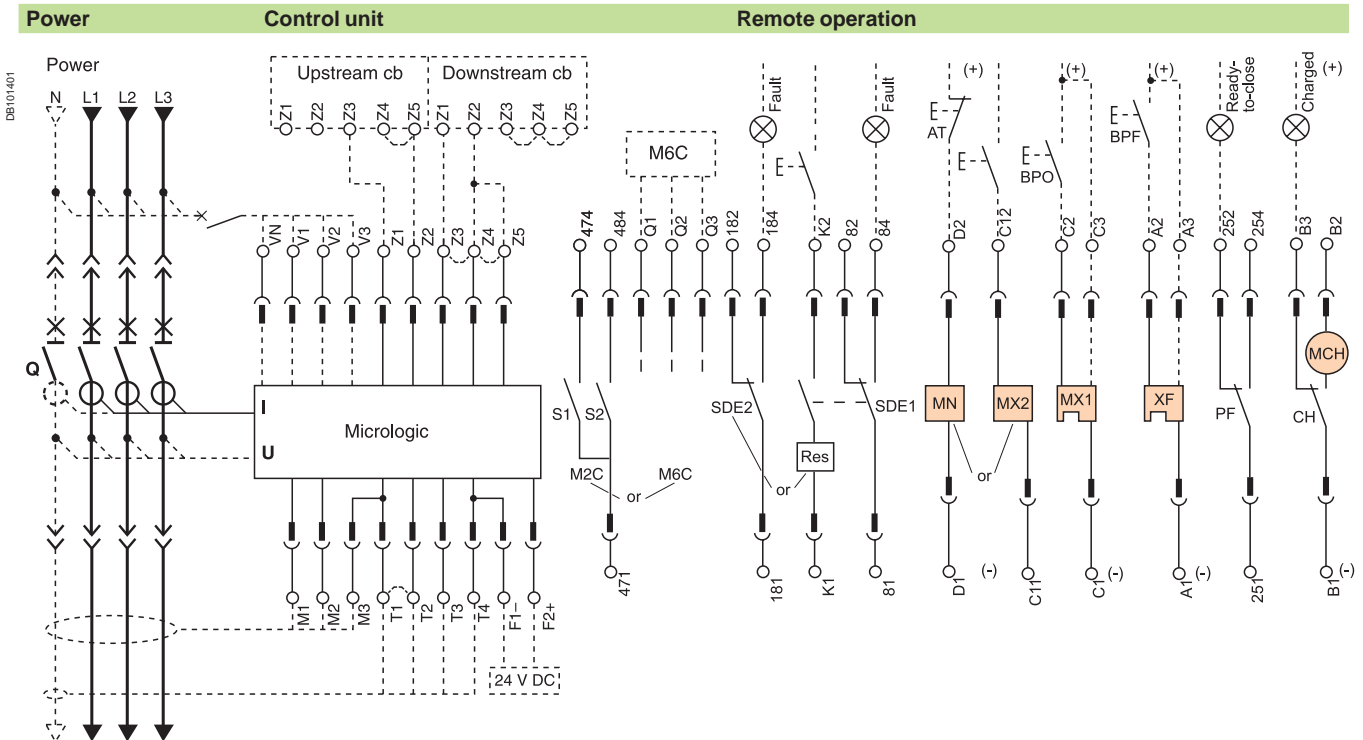 Power Control unit Remote operation
DB101401
Power
N L1 L2 L3
Upstream cb Downstream cb
Z1 Z2 Z3 Z4 Z5 Z1 Z2 Z3 Z4 Z5
M6C
Fault
Fault
AT
(+)
BPO
(+)
BPF
(+)
Ready-
to-close
Charged
(+)
VN V1 V2 V3 Z1 Z2 Z3 Z4 Z5
474 484 Q1 Q2 Q3 182 184 K2 82 84 D2 C12 C2 C3 A2 A3 252 254 B3 B2
Q
I
U
Micrologic
S1 S2
M2C or M6C
SDE2
Res
or
SDE1
MN
MX2
or
MX1
XF
PF
MCH
CH
471 181 K1 81 D1 (-) C11 C1 (-) A1 (-) 251 B1 (-)
M1 M2 M3 T1 T2 T3 T4 F1– F2+
24 V DC